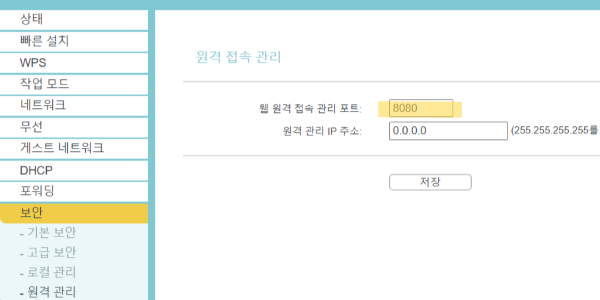 상태
빠른 설치
WPS
작업 모드
네트워크
무선
게스트 네트워크
DHCP
포워딩
보안
- 기본 보안
- 고급 보안
- 로컬 관리
- 원격 관리
원격 접속 관리
웹 원격 접속 관리 포트: 8080
원격 관리 IP 주소: 0.0.0.0 (255.255.255.255를
저장